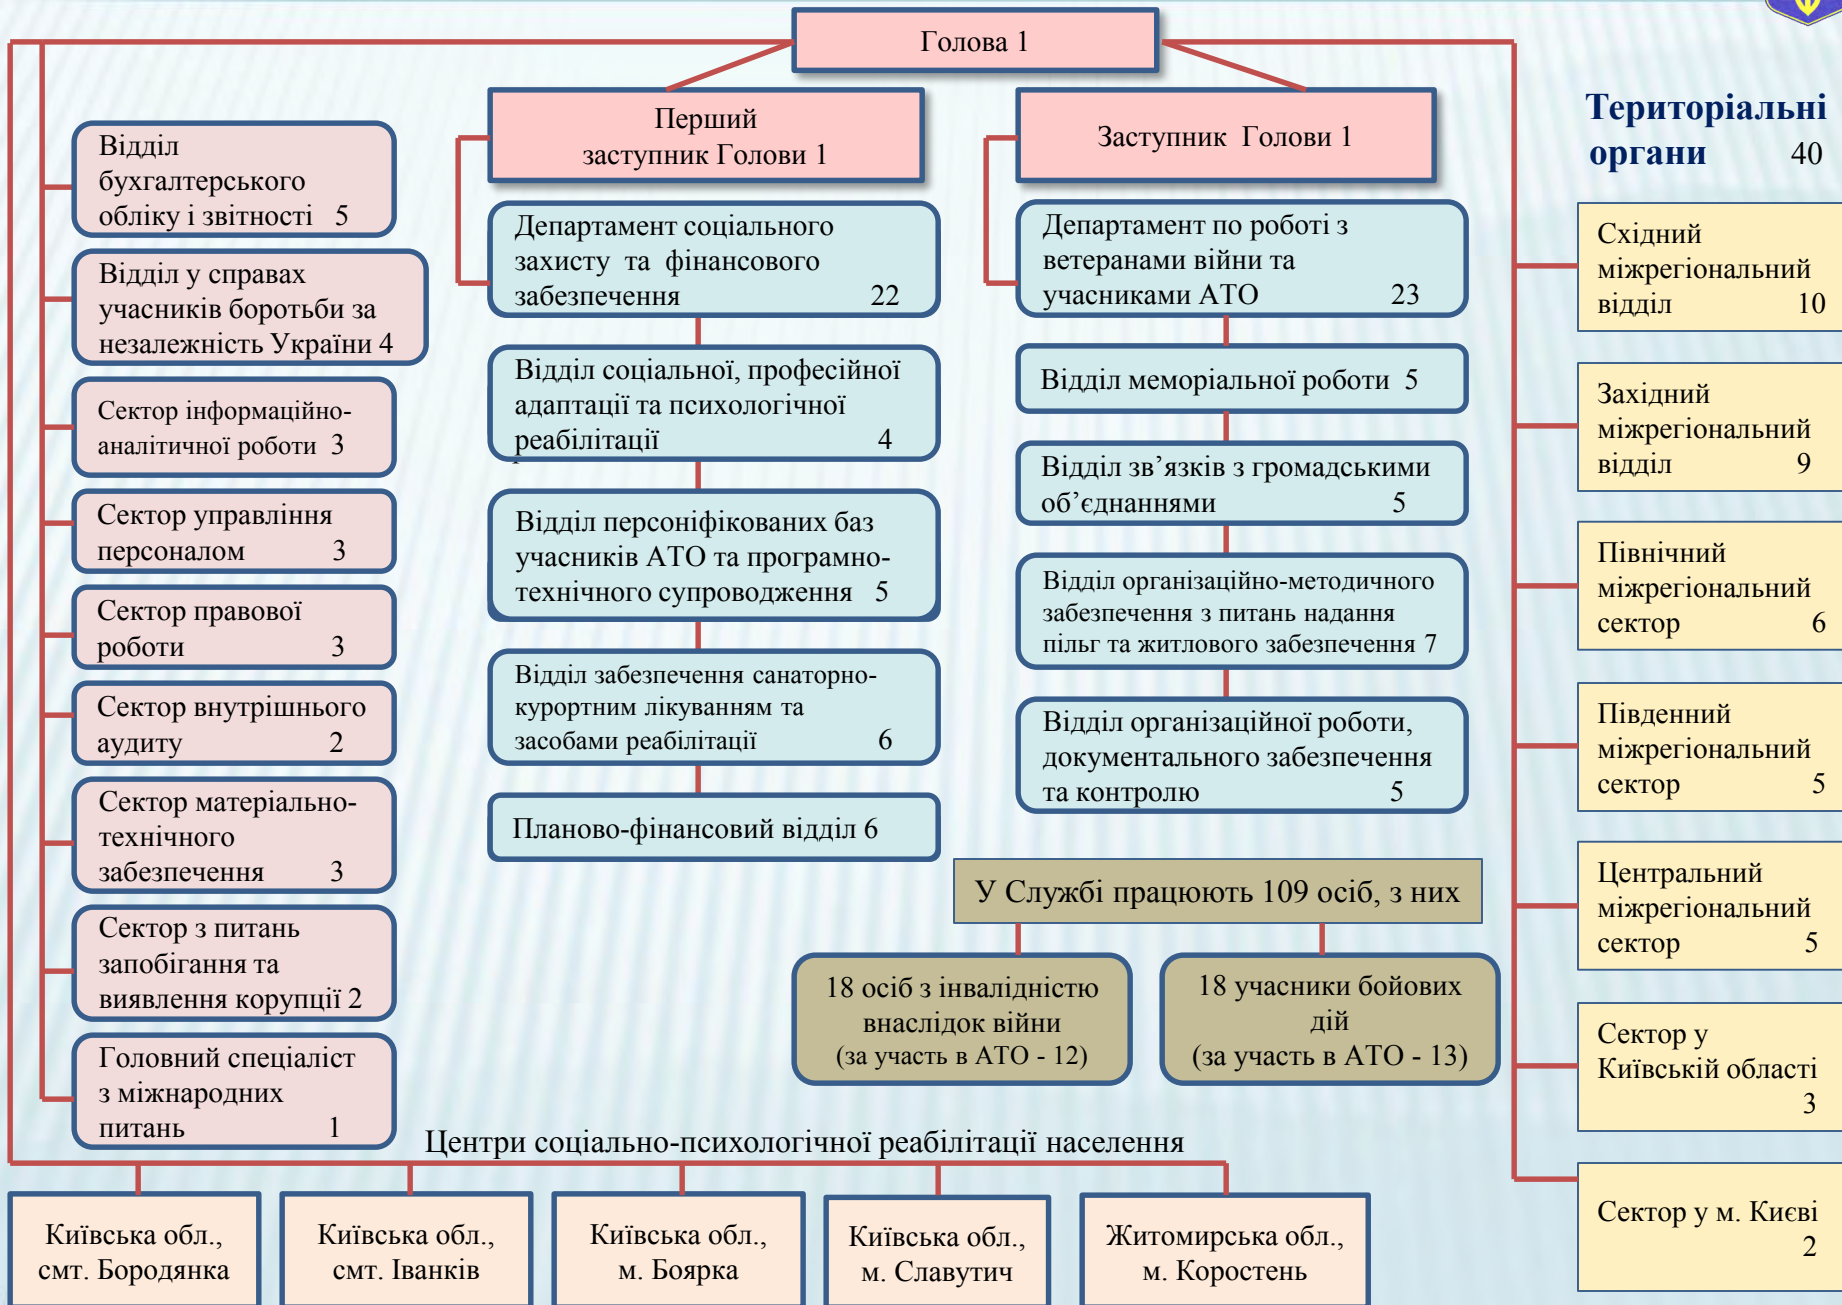 Голова 1
Перший
заступник Голови 1
Заступник Голови 1
Відділ
бухгалтерського
обліку і звітності 5
Відділ у справах
учасників боротьби за
незалежність України 4
Сектор інформаційно-
аналітичної роботи 3
Сектор управління
персоналом 3
Сектор правової
роботи 3
Сектор внутрішнього
аудиту 2
Сектор матеріально-
технічного
забезпечення 3
Сектор з питань
запобігання та
виявлення корупції 2
Головний спеціаліст
з міжнародних
питань 1
Департамент соціального
захисту та фінансового
забезпечення 22
Відділ соціальної, професійної
адаптації та психологічної
реабілітації 4
Відділ персоніфікованих баз
учасників АТО та програмно-
технічного супроводження 5
Відділ забезпечення санаторно-
курортним лікуванням та
засобами реабілітації 6
Планово-фінансовий відділ 6
Департамент по роботі з
ветеранами війни та
учасниками АТО 23
Відділ меморіальної роботи 5
Відділ зв’язків з громадськими
об’єднаннями 5
Відділ організаційно-методичного
забезпечення з питань надання
пільг та житлового забезпечення 7
Відділ організаційної роботи,
документального забезпечення
та контролю 5
У Службі працюють 109 осіб, з них
18 осіб з інвалідністю
внаслідок війни
(за участь в АТО - 12)
18 учасники бойових
дій
(за участь в АТО - 13)
Територіальні
органи 40
Східний
міжрегіональний
відділ 10
Західний
міжрегіональний
відділ 9
Північний
міжрегіональний
сектор 6
Південний
міжрегіональний
сектор 5
Центральний
міжрегіональний
сектор 5
Сектор у
Київській області
3
Сектор у м. Києві
2
Центри соціально-психологічної реабілітації населення
Київська обл.,
смт. Бородянка
Київська обл.,
смт. Іванків
Київська обл.,
м. Боярка
Київська обл.,
м. Славутич
Житомирська обл.,
м. Коростень